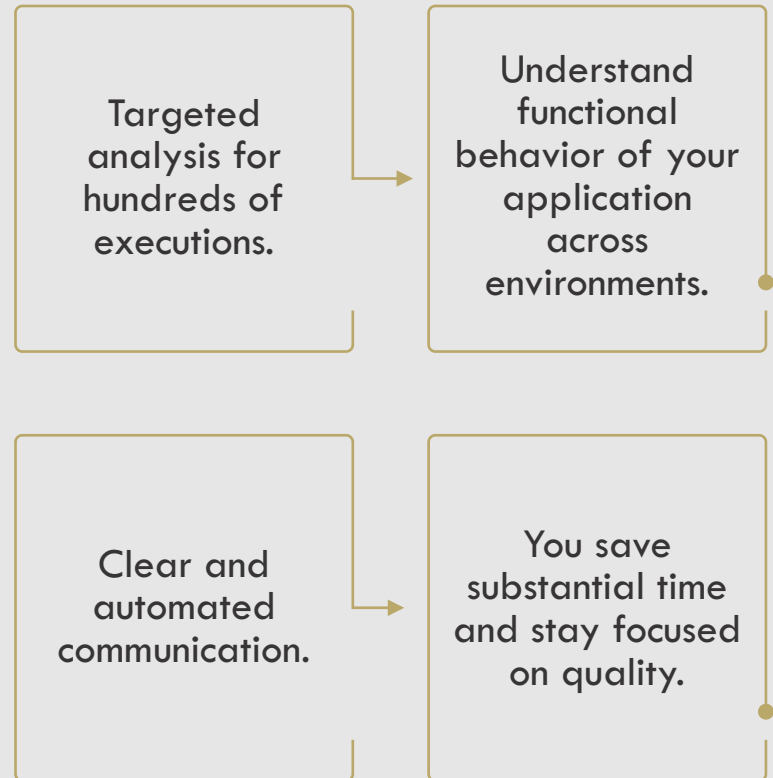 Targeted
analysis for
hundreds of
executions.
Understand
functional
behavior of your
application
across
environments.
Clear and
automated
communication.
You save
substantial time
and stay focused
on quality.